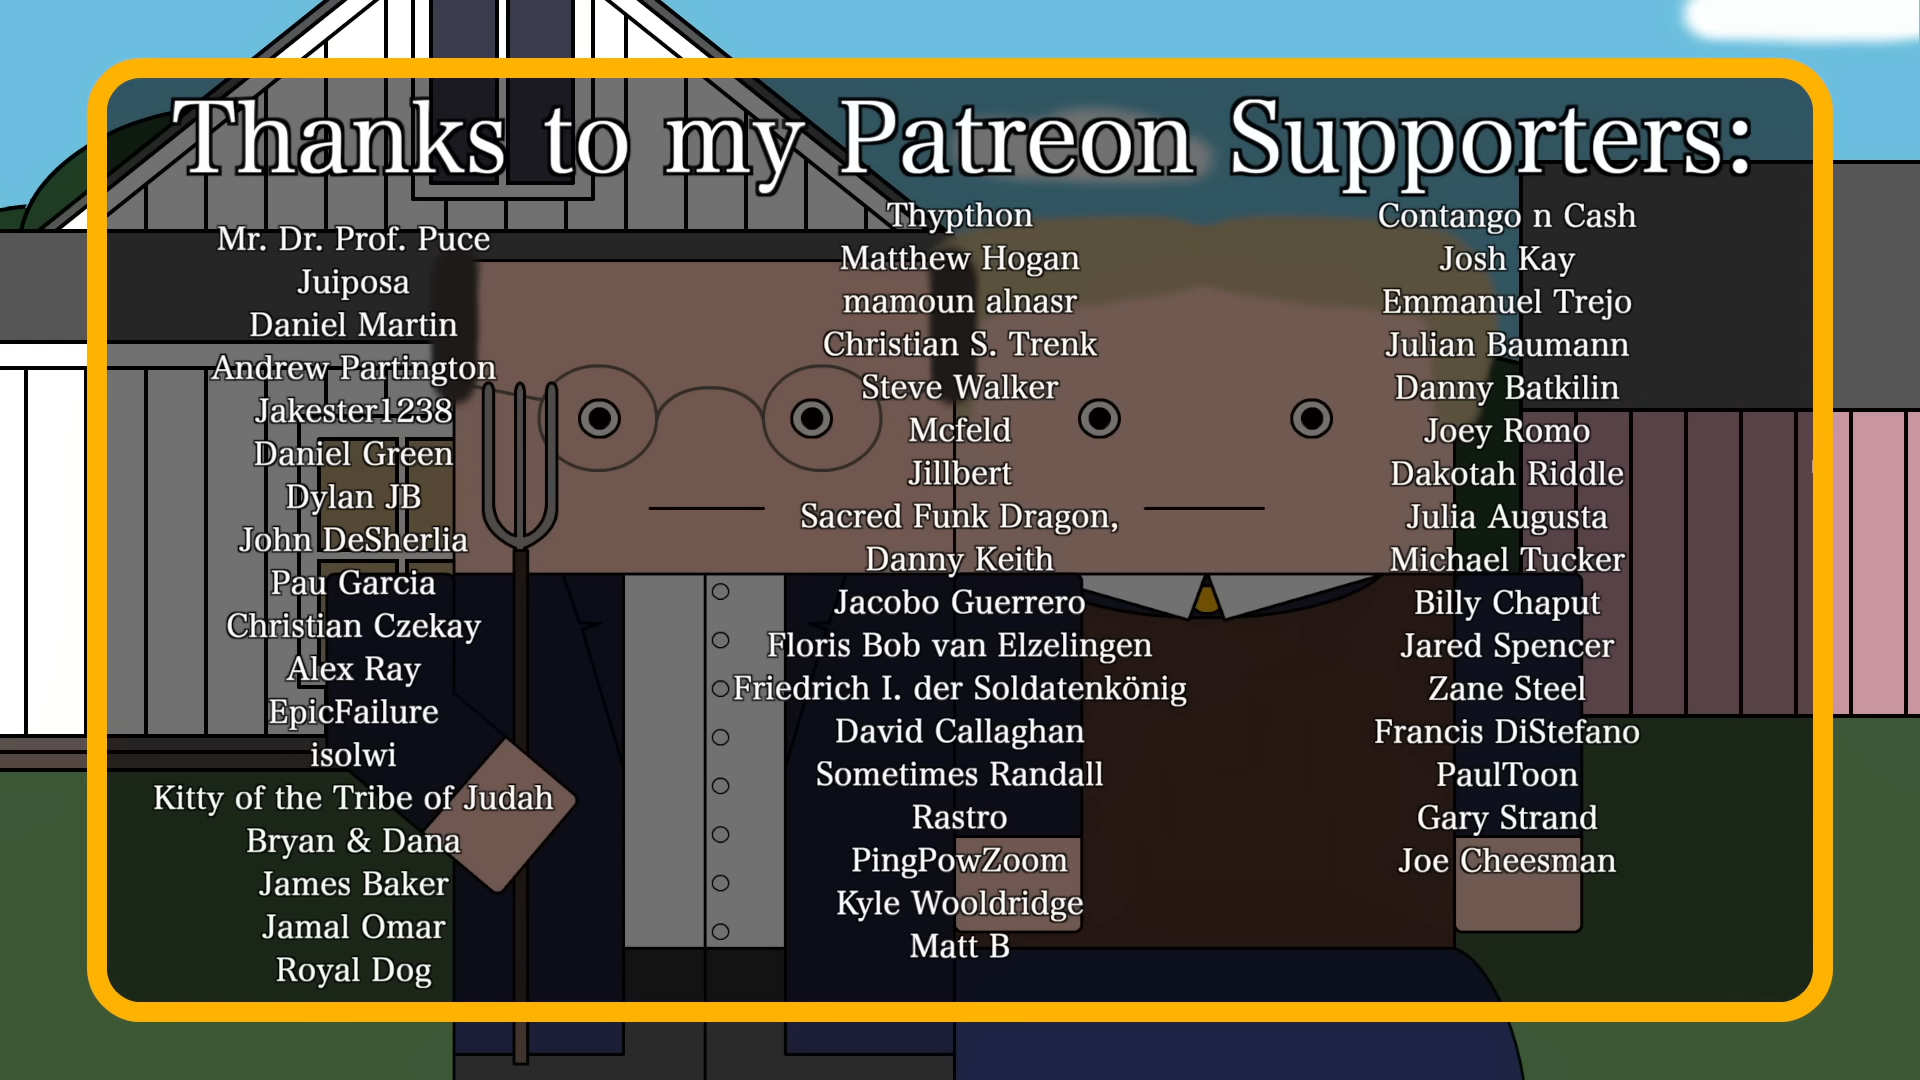 Thanks to my Patreon Supporters:
Mr. Dr. Prof. Puce
Juiposa
Daniel Martin
Andrew Partington
Jakester1238
Daniel Green
Dylan JB
John DeSherlia
Pau Garcia
Christian Czekay
Alex Ray
EpicFailure
isolwi
Kitty of the Tribe of Judah
Bryan & Dana
James Baker
Jamal Omar
Royal Dog
Thypthon
Matthew Hogan
mamoun alnasr
Christian S. Trenk
Steve Walker
Mcfeld
Jillbert
Sacred Funk Dragon,
Danny Keith
Jacobo Guerrero
Floris Bob van Elzelingen
Friedrich I. der Soldatenkönig
David Callaghan
Sometimes Randall
Rastro
PingPowZoom
Kyle Wooldridge
Matt B
Contango n Cash
Josh Kay
Emmanuel Trejo
Julian Baumann
Danny Batkilin
Joey Romo
Dakotah Riddle
Julia Augusta
Michael Tucker
Billy Chaput
Jared Spencer
Zane Steel
Francis DiStefano
PaulToon
Gary Strand
Joe Cheesman